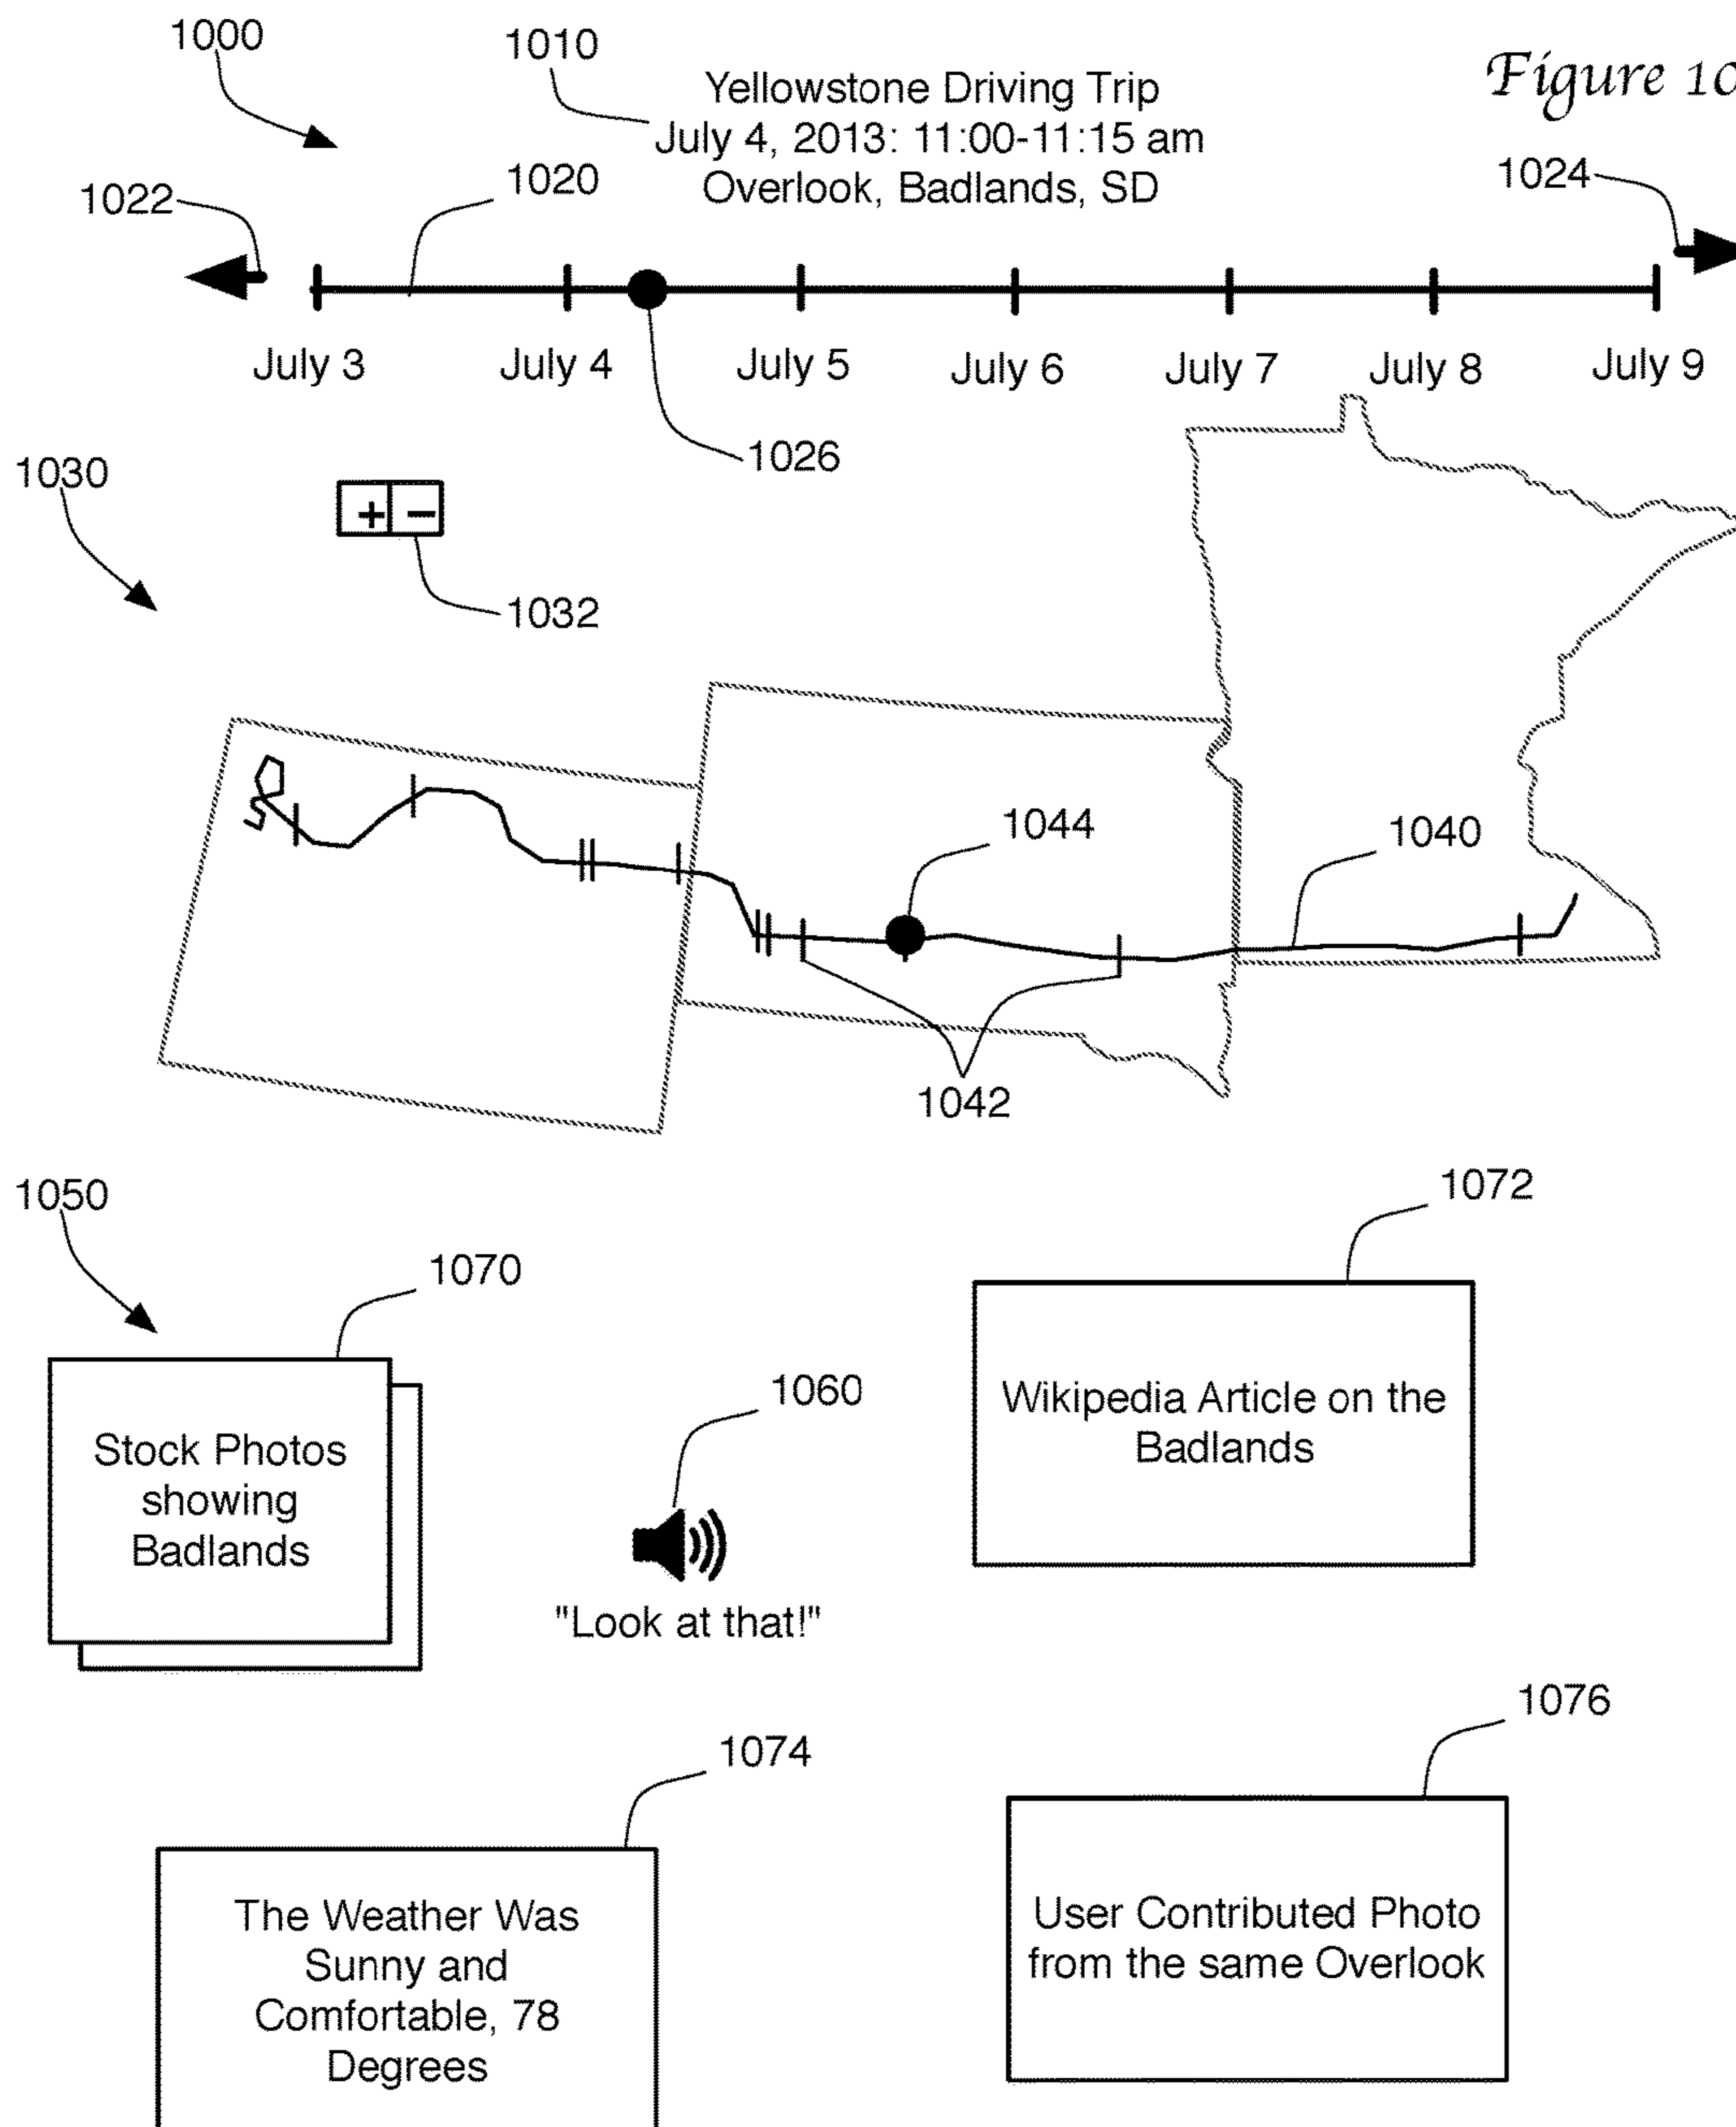 1000
1010
Yellowstone Driving Trip
Figure 10
July 4, 2013: 11:00-11:15 am
1022
1020
Overlook, Badlands, SD
1024
July 3
July 4
July 5
July 6
July 7
July 8
July 9
1026
1030
+ −
1032
1044
1040
1042
1050
1072
1070
1060
Wikipedia Article on the
Badlands
Stock Photos
showing
Badlands
"Look at that!"
1076
1074
User Contributed Photo
from the same Overlook
The Weather Was
Sunny and
Comfortable, 78
Degrees